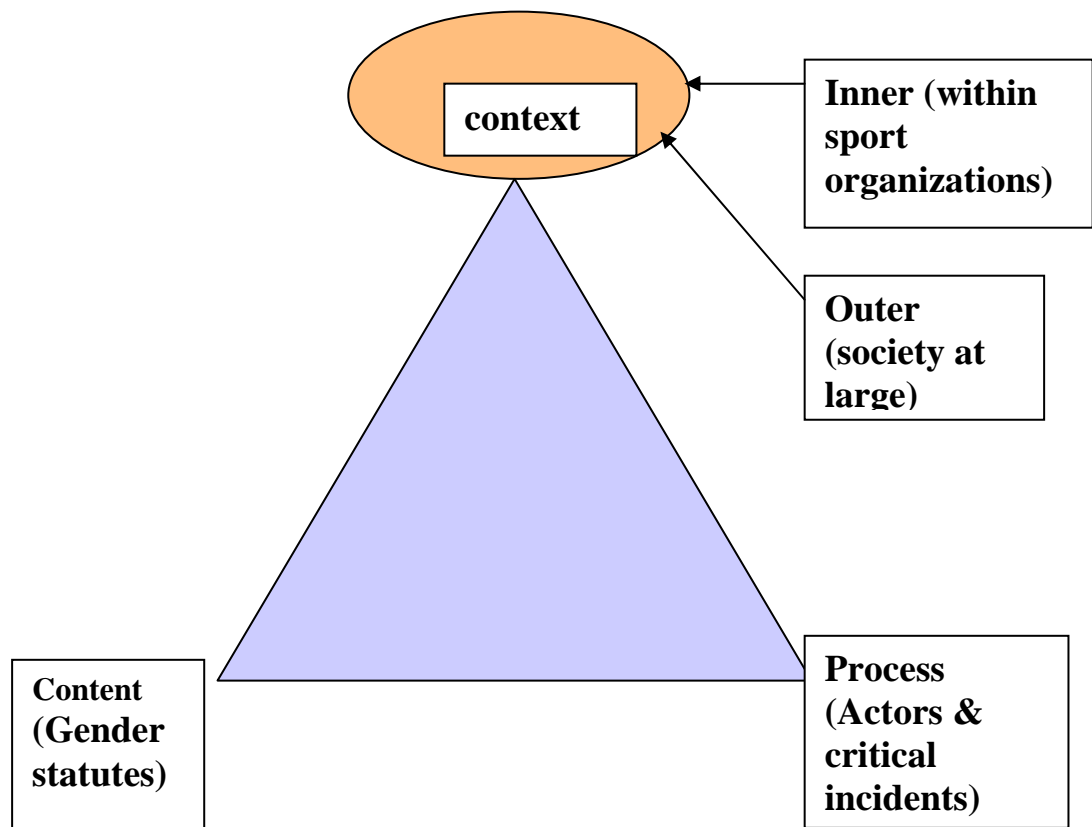 context
Inner (within
sport
organizations)
Outer
(society at
large)
Content
(Gender
statutes)
Process
(Actors &
critical
incidents)